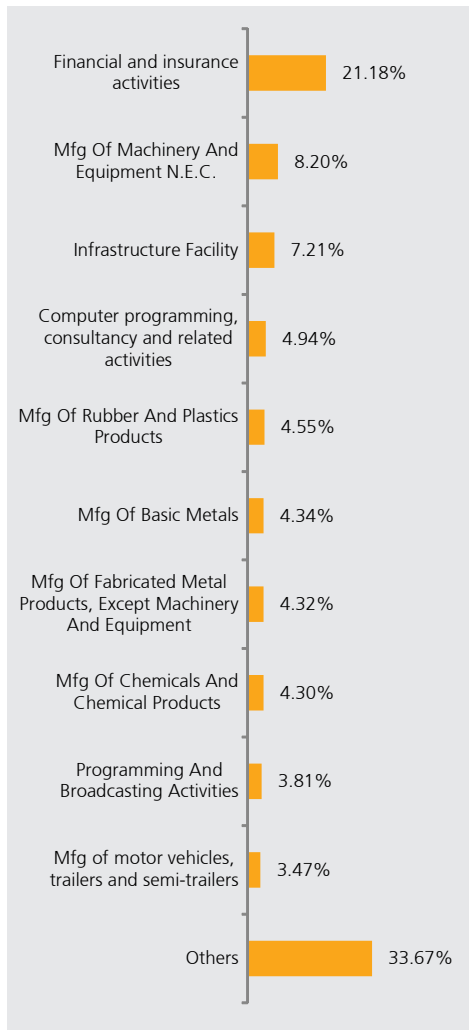 Financial and insurance
activities
21.18%
Mfg Of Machinery And
Equipment N.E.C.
8.20%
Infrastructure Facility
7.21%
Computer programming,
consultancy and related
activities
4.94%
Mfg Of Rubber And Plastics
Products
4.55%
Mfg Of Basic Metals
4.34%
Mfg Of Fabricated Metal
Products, Except Machinery
And Equipment
4.32%
Mfg Of Chemicals And
Chemical Products
4.30%
Programming And
Broadcasting Activities
3.81%
Mfg of motor vehicles,
trailers and semi-trailers
3.47%
Others
33.67%